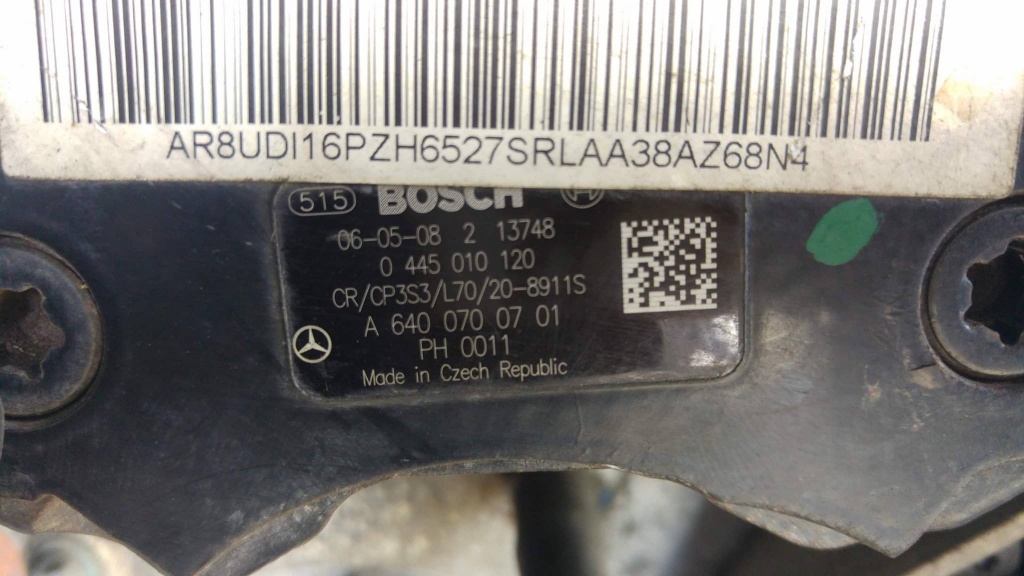 AR8UDI16PZH6527SRLAA38AZ68N4
515 BOSCH
06-05-08 2 13748
0 445 010 120
CR/CP3S3/L70/20-8911S
A 640 070 07 01
PH 0011
Made in Czech Republic